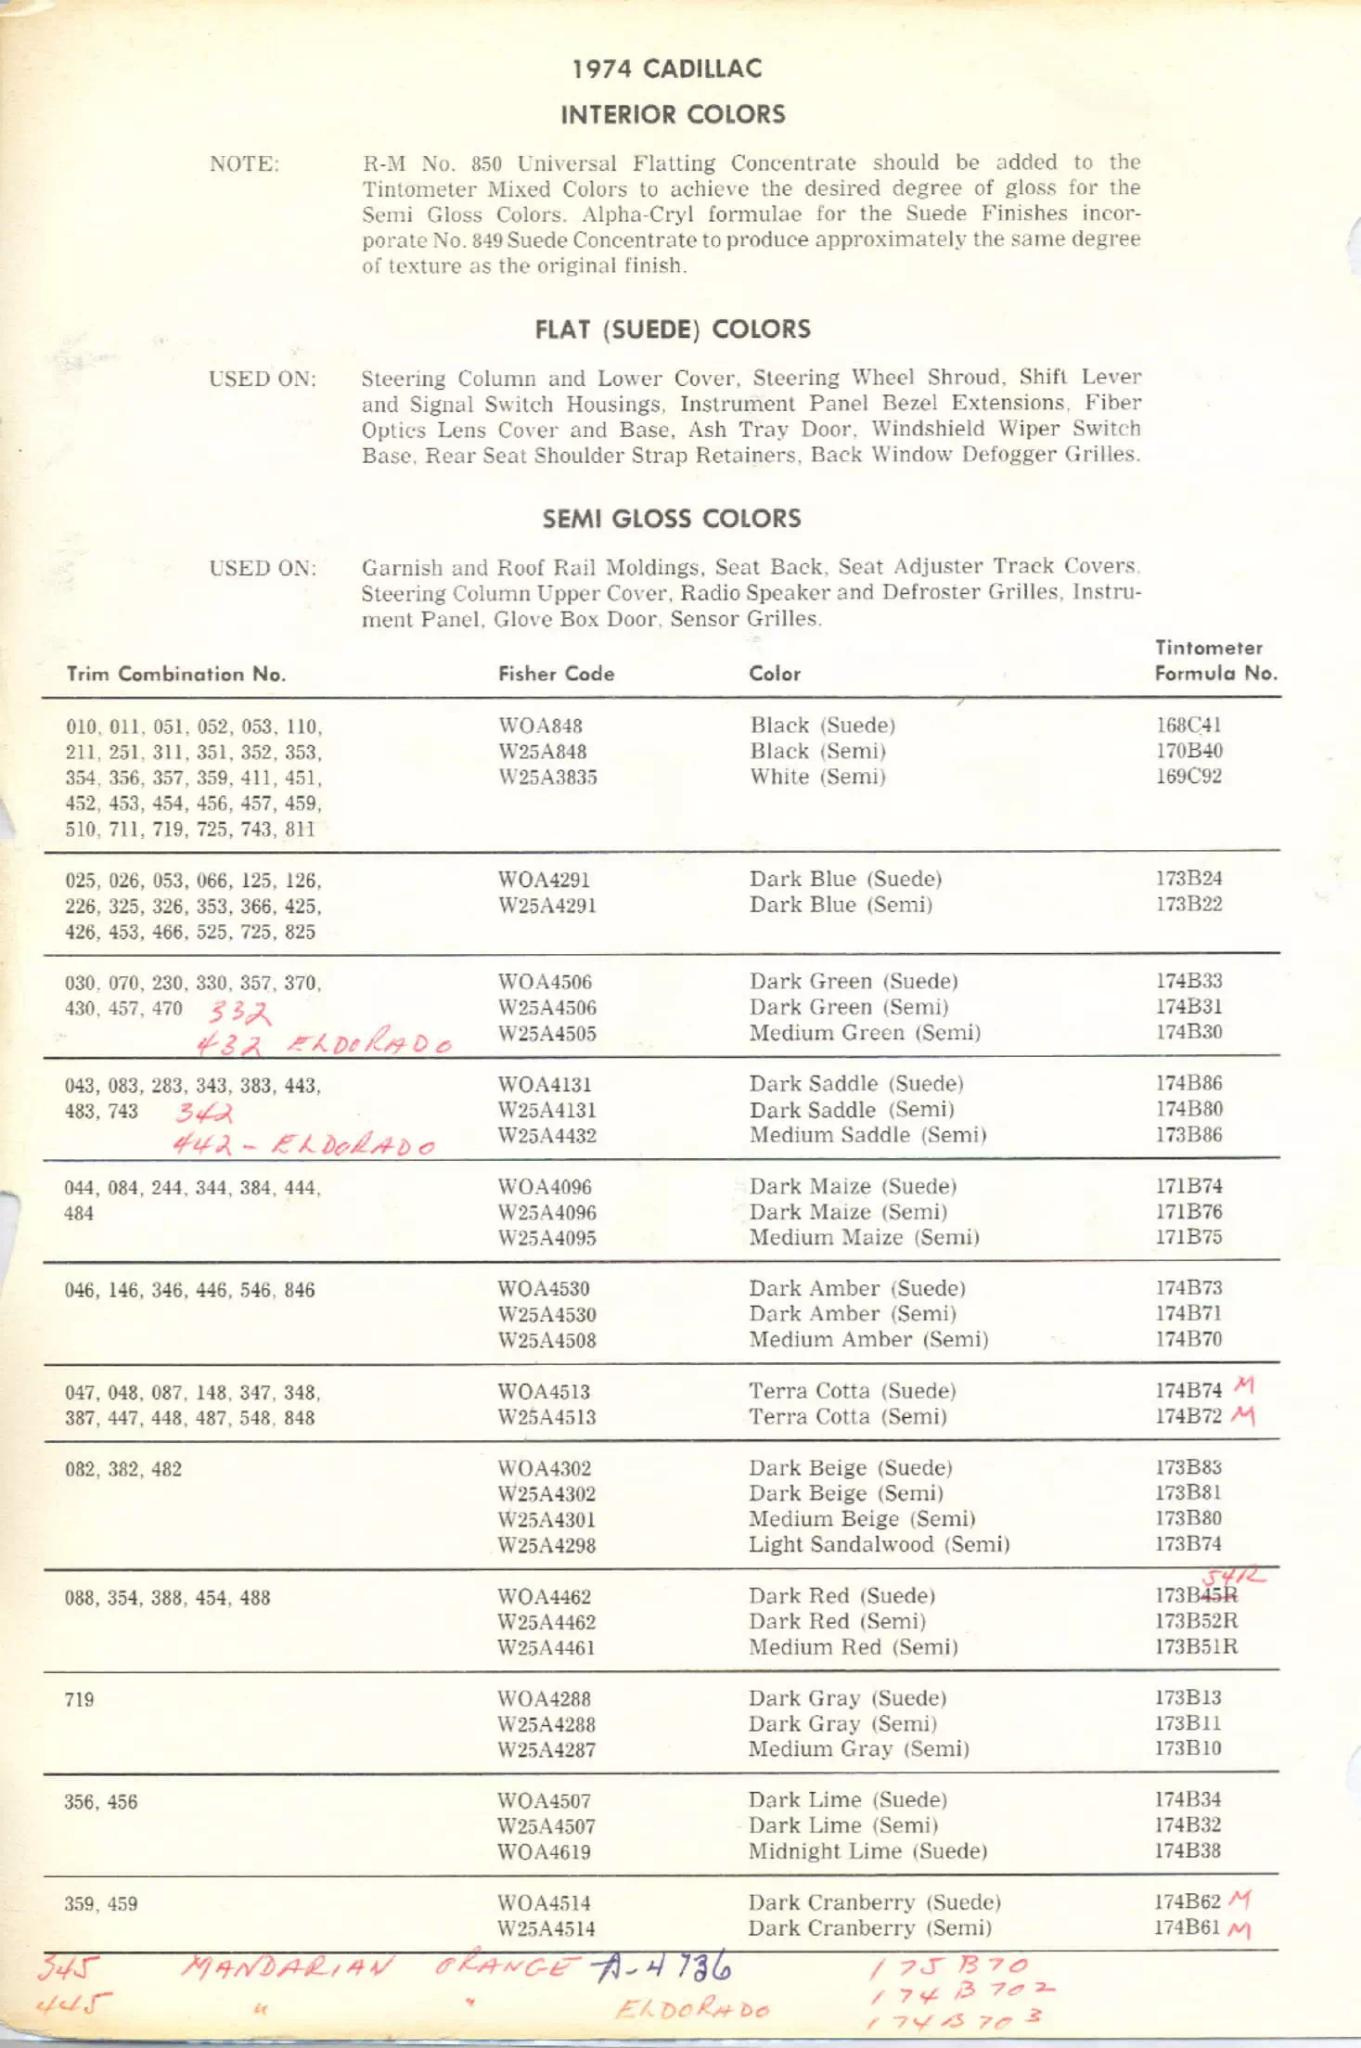 1974 CADILLAC
INTERIOR COLORS
NOTE: R-M No. 850 Universal Flatting Concentrate should be added to the
Tintometer Mixed Colors to achieve the desired degree of gloss for the
Semi Gloss Colors. Alpha-Cryl formulae for the Suede Finishes incor-
porate No. 849 Suede Concentrate to produce approximately the same degree
of texture as the original finish.
FLAT (SUEDE) COLORS
USED ON: Steering Column and Lower Cover, Steering Wheel Shroud, Shift Lever
and Signal Switch Housings, Instrument Panel Bezel Extensions, Fiber
Optics Lens Cover and Base, Ash Tray Door, Windshield Wiper Switch
Base, Rear Seat Shoulder Strap Retainers, Back Window Defogger Grilles.
SEMI GLOSS COLORS
USED ON: Garnish and Roof Rail Moldings, Seat Back, Seat Adjuster Track Covers,
Steering Column Upper Cover, Radio Speaker and Defroster Grilles, Instru-
ment Panel, Glove Box Door, Sensor Grilles.
Tintometer
Trim Combination No. Fisher Code Color Formula No.
010, 011, 051, 052, 053, 110, WOA848 Black (Suede) 168C41
211, 251, 311, 351, 352, 353, W25A848 Black (Semi) 170B40
354, 356, 357, 359, 411, 451, W25A3835 White (Semi) 169C92
452, 453, 454, 456, 457, 459,
510, 711, 719, 725, 743, 811
025, 026, 053, 066, 125, 126, WOA4291 Dark Blue (Suede) 173B24
226, 325, 326, 353, 366, 425, W25A4291 Dark Blue (Semi) 173B22
426, 453, 466, 525, 725, 825
030, 070, 230, 330, 357, 370, WOA4506 Dark Green (Suede) 174B33
430, 457, 470 332 W25A4506 Dark Green (Semi) 174B31
432 ELDORADO W25A4505 Medium Green (Semi) 174B30
043, 083, 283, 343, 383, 443, WOA4131 Dark Saddle (Suede) 174B86
483, 743 342 W25A4131 Dark Saddle (Semi) 174B80
442 - ELDORADO W25A4432 Medium Saddle (Semi) 173B86
044, 084, 244, 344, 384, 444, WOA4096 Dark Maize (Suede) 171B74
484 W25A4096 Dark Maize (Semi) 171B76
W25A4095 Medium Maize (Semi) 171B75
046, 146, 346, 446, 546, 846 WOA4530 Dark Amber (Suede) 174B73
W25A4530 Dark Amber (Semi) 174B71
W25A4508 Medium Amber (Semi) 174B70
047, 048, 087, 148, 347, 348, WOA4513 Terra Cotta (Suede) 174B74 M
387, 447, 448, 487, 548, 848 W25A4513 Terra Cotta (Semi) 174B72 M
082, 382, 482 WOA4302 Dark Beige (Suede) 173B83
W25A4302 Dark Beige (Semi) 173B81
W25A4301 Medium Beige (Semi) 173B80
W25A4298 Light Sandalwood (Semi) 173B74
54R
088, 354, 388, 454, 488 WOA4462 Dark Red (Suede) 173B45R
W25A4462 Dark Red (Semi) 173B52R
W25A4461 Medium Red (Semi) 173B51R
719 WOA4288 Dark Gray (Suede) 173B13
W25A4288 Dark Gray (Semi) 173B11
W25A4287 Medium Gray (Semi) 173B10
356, 456 WOA4507 Dark Lime (Suede) 174B34
W25A4507 Dark Lime (Semi) 174B32
WOA4619 Midnight Lime (Suede) 174B38
359, 459 WOA4514 Dark Cranberry (Suede) 174B62 M
W25A4514 Dark Cranberry (Semi) 174B61 M
345 MANDARIAN ORANGE A-4736 175B70
445 " " ELDORADO 174B702
174B703